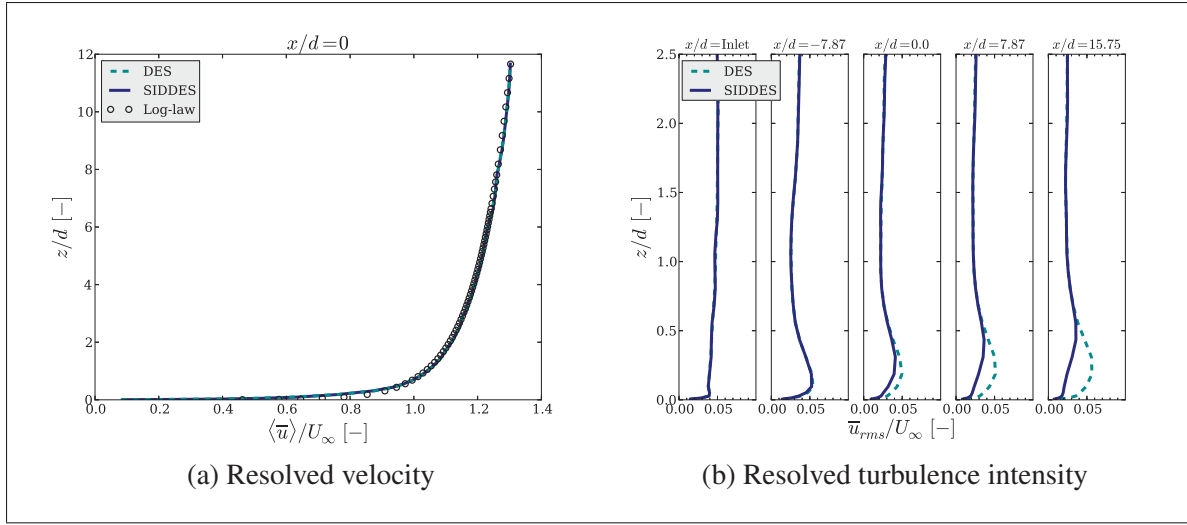 x/d=0
12
10
8
6
4
2
0
z/d [−]
DES
SIDDES
Log-law
0.0 0.2 0.4 0.6 0.8 1.0 1.2 1.4
⟨u̅⟩/U∞ [−]
(a) Resolved velocity
x/d=Inlet x/d=−7.87 x/d=0.0 x/d=7.87 x/d=15.75
2.5
2.0
1.5
1.0
0.5
0.0
z/d [−]
DES
SIDDES
0.00 0.05 0.00 0.05 0.00 0.05 0.00 0.05 0.00 0.05
u̅rms/U∞ [−]
(b) Resolved turbulence intensity